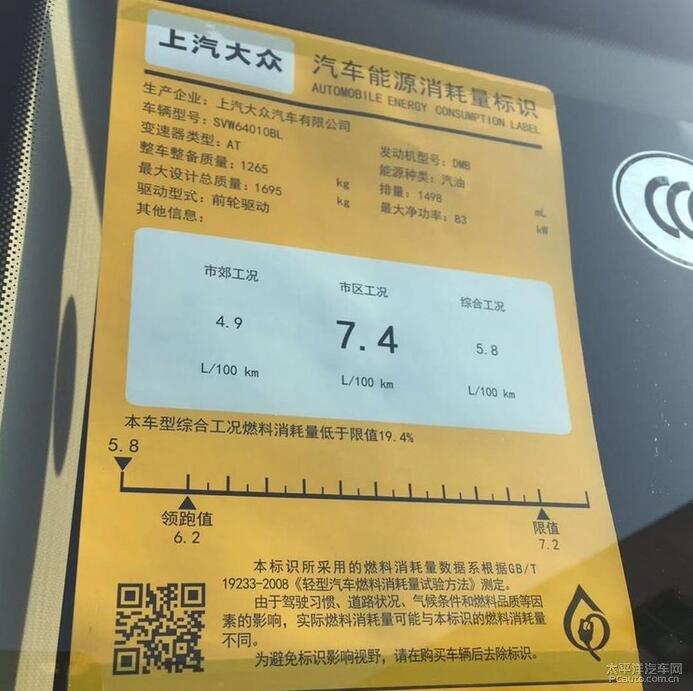 上汽大众
汽车能源消耗量标识
AUTOMOBILE ENERGY CONSUMPTION LABEL
生产企业：上汽大众汽车有限公司
车辆型号：SVW64010BL
发动机型号：DMB
变速器类型：AT
能源种类：汽油
整车整备质量：1265 kg
排量：1498 mL
最大设计总质量：1695 kg
最大净功率：83 kW
驱动型式：前轮驱动
其他信息：
市郊工况 市区工况 综合工况
4.9 7.4 5.8
L/100 km L/100 km L/100 km
本车型综合工况燃料消耗量低于限值19.4%
5.8
领跑值 限值
6.2 7.2
本标识所采用的燃料消耗量数据系根据GB/T
19233-2008《轻型汽车燃料消耗量试验方法》测定。
由于驾驶习惯、道路状况、气候条件和燃料品质等因
素的影响，实际燃料消耗量可能与本标识的燃料消耗量
不同。
为避免标识影响视野，请在购买车辆后去除标识。
太平洋汽车网
PCauto.com.cn